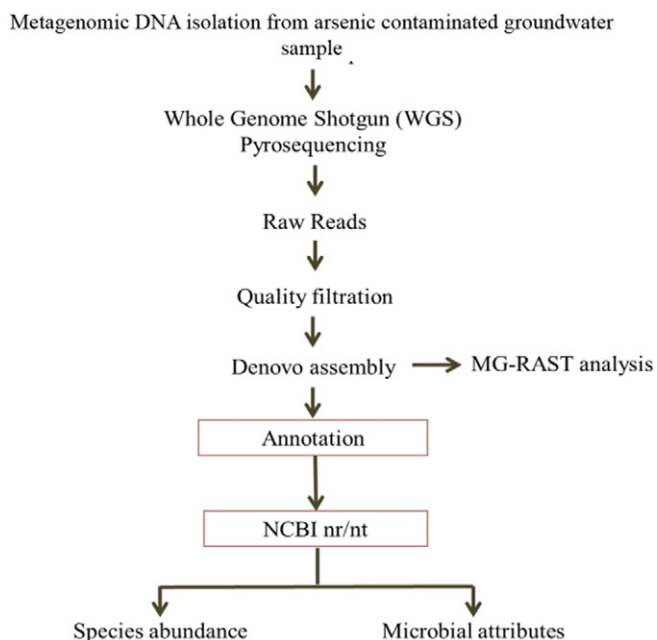 Metagenomic DNA isolation from arsenic contaminated groundwater
sample
Whole Genome Shotgun (WGS)
Pyrosequencing
Raw Reads
Quality filtration
Denovo assembly
MG-RAST analysis
Annotation
NCBI nr/nt
Species abundance
Microbial attributes